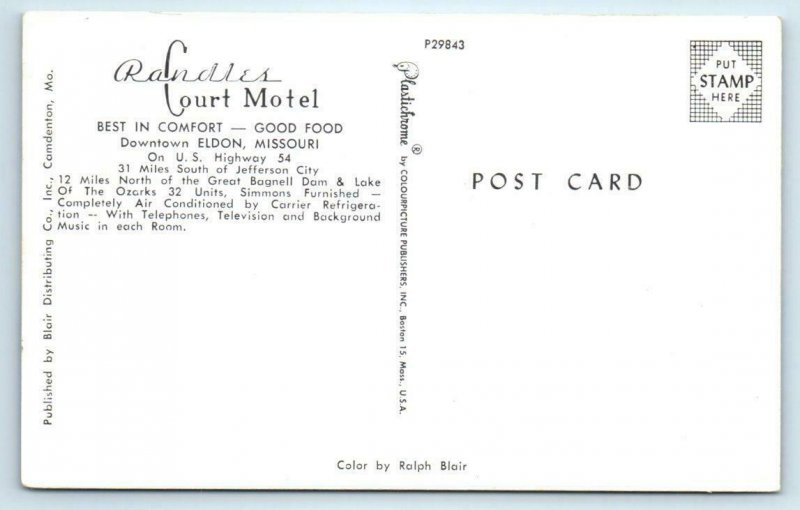 Randles
Court Motel
BEST IN COMFORT — GOOD FOOD
Downtown ELDON, MISSOURI
On U. S. Highway 54
31 Miles South of Jefferson City
12 Miles North of the Great Bagnell Dam & Lake
Of The Ozarks 32 Units, Simmons Furnished —
Completely Air Conditioned by Carrier Refrigera-
tion -- With Telephones, Television and Background
Music in each Room.
Published by Blair Distributing Co., Inc., Camdenton, Mo.
P29843
Plastichrome ® by COLOURPICTURE PUBLISHERS, INC., Boston 15, Mass., U.S.A.
PUT
STAMP
HERE
POST CARD
Color by Ralph Blair